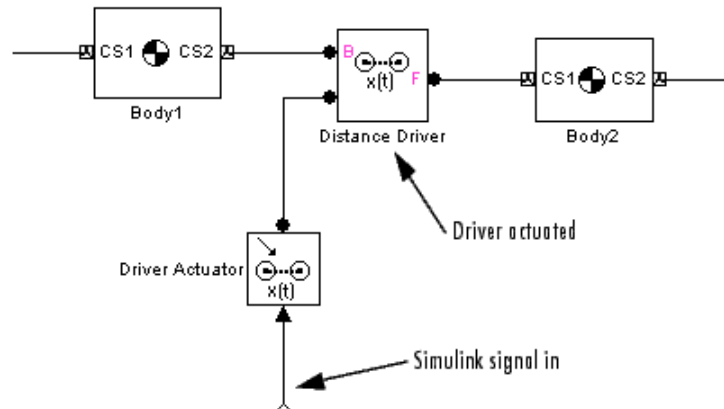 CS1 CS2
Body1
B
x(t)
F
Distance Driver
CS1 CS2
Body2
Driver actuated
Driver Actuator
x(t)
Simulink signal in